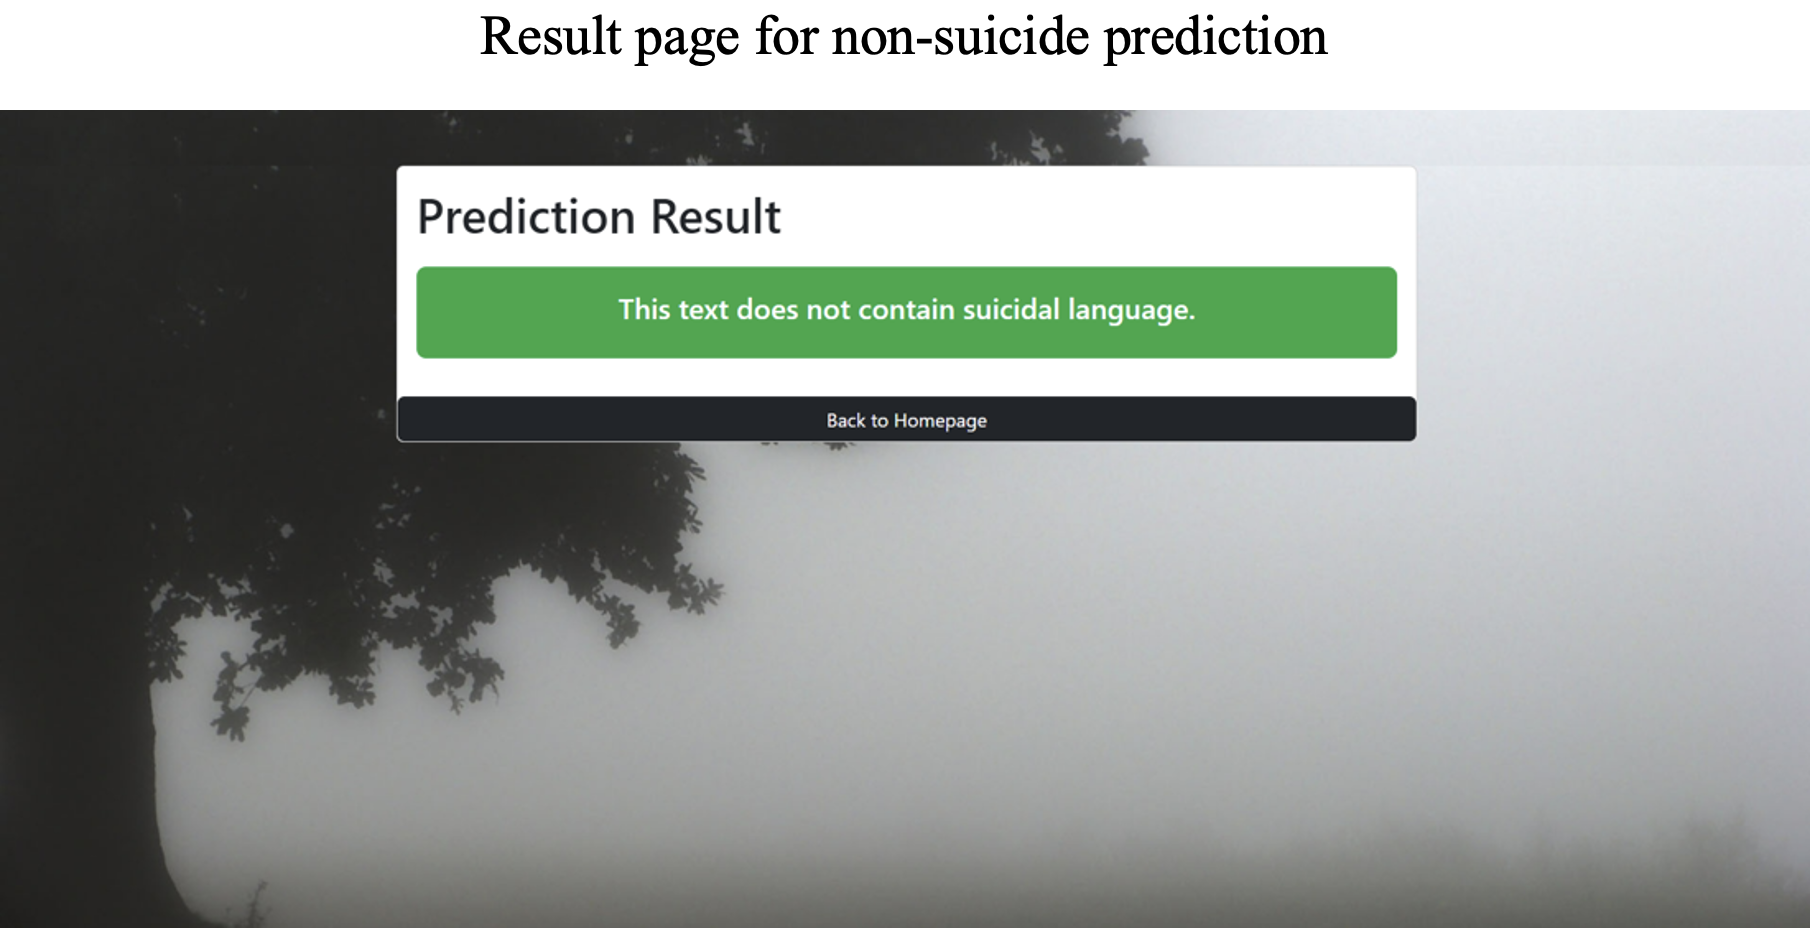 Result page for non-suicide prediction
Prediction Result
This text does not contain suicidal language.
Back to Homepage